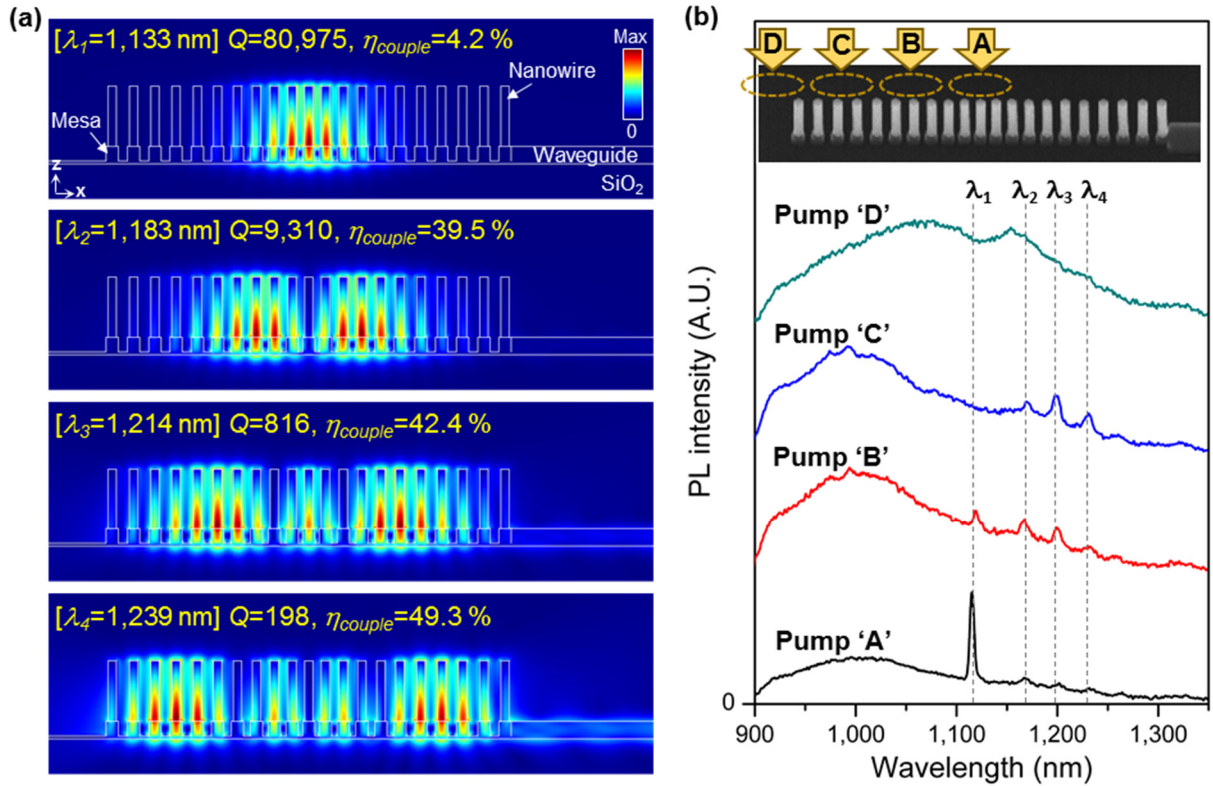 (a)
[λ1=1,133 nm] Q=80,975, ηcouple=4.2 %
Max
0
Nanowire
Mesa
Waveguide
SiO2
z
x
[λ2=1,183 nm] Q=9,310, ηcouple=39.5 %
[λ3=1,214 nm] Q=816, ηcouple=42.4 %
[λ4=1,239 nm] Q=198, ηcouple=49.3 %
(b)
D C B A
λ1 λ2 λ3 λ4
Pump ‘D’
Pump ‘C’
Pump ‘B’
Pump ‘A’
PL intensity (A.U.)
0
900 1,000 1,100 1,200 1,300
Wavelength (nm)